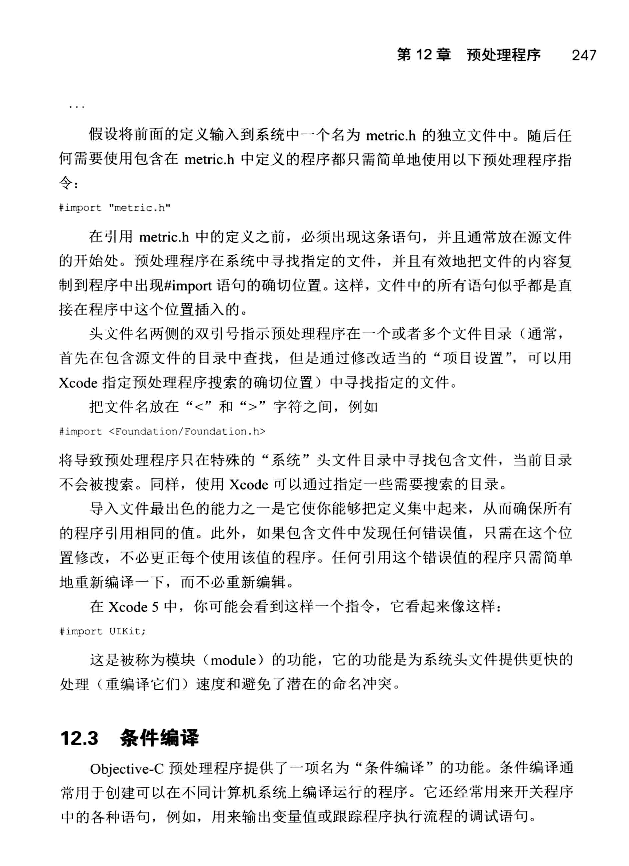 第 12 章 预处理程序 247
...
假设将前面的定义输入到系统中一个名为 metric.h 的独立文件中。随后任
何需要使用包含在 metric.h 中定义的程序都只需简单地使用以下预处理程序指
令：
#import "metric.h"
在引用 metric.h 中的定义之前，必须出现这条语句，并且通常放在源文件
的开始处。预处理程序在系统中寻找指定的文件，并且有效地把文件的内容复
制到程序中出现#import 语句的确切位置。这样，文件中的所有语句似乎都是直
接在程序中这个位置插入的。
头文件名两侧的双引号指示预处理程序在一个或者多个文件目录（通常，
首先在包含源文件的目录中查找，但是通过修改适当的“项目设置”，可以用
Xcode 指定预处理程序搜索的确切位置）中寻找指定的文件。
把文件名放在“<”和“>”字符之间，例如
#import <Foundation/Foundation.h>
将导致预处理程序只在特殊的“系统”头文件目录中寻找包含文件，当前目录
不会被搜索。同样，使用 Xcode 可以通过指定一些需要搜索的目录。
导入文件最出色的能力之一是它使你能够把定义集中起来，从而确保所有
的程序引用相同的值。此外，如果包含文件中发现任何错误值，只需在这个位
置修改，不必更正每个使用该值的程序。任何引用这个错误值的程序只需简单
地重新编译一下，而不必重新编辑。
在 Xcode 5 中，你可能会看到这样一个指令，它看起来像这样：
#import UIKit;
这是被称为模块（module）的功能，它的功能是为系统头文件提供更快的
处理（重编译它们）速度和避免了潜在的命名冲突。
12.3 条件编译
Objective-C 预处理程序提供了一项名为“条件编译”的功能。条件编译通
常用于创建可以在不同计算机系统上编译运行的程序。它还经常用来开关程序
中的各种语句，例如，用来输出变量值或跟踪程序执行流程的调试语句。